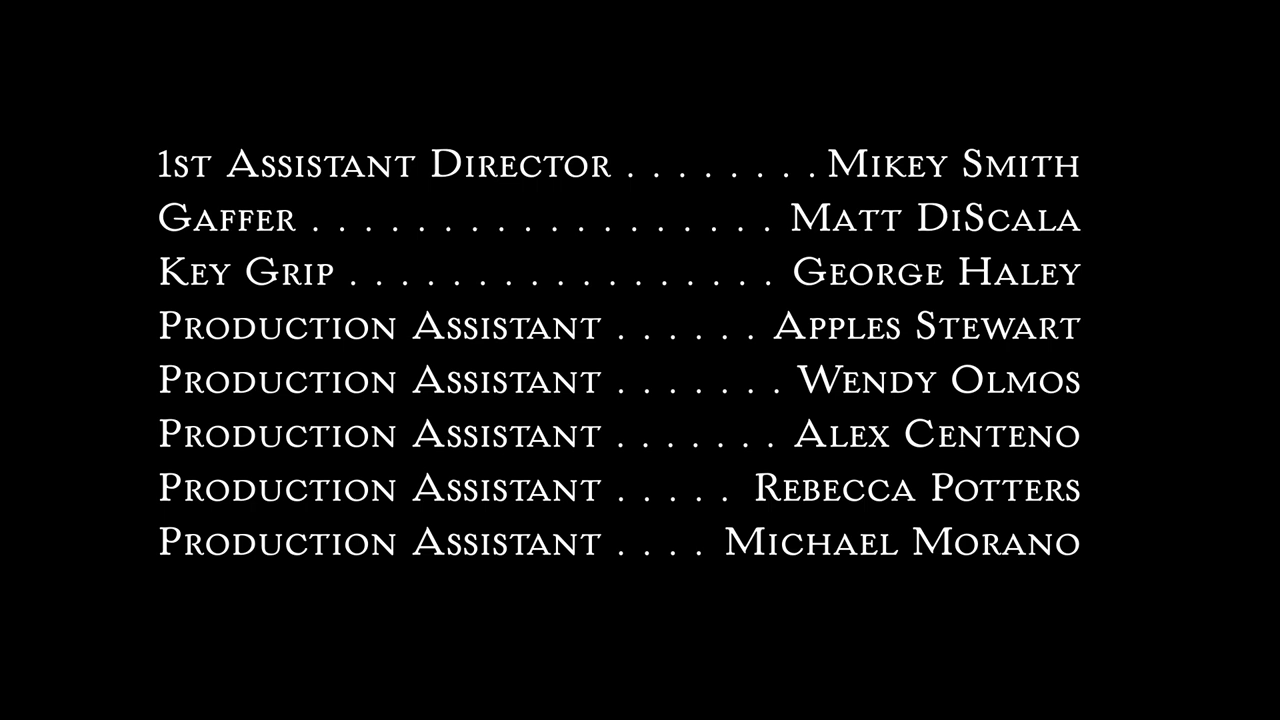 1st Assistant Director . . . . . . . . Mikey Smith
Gaffer . . . . . . . . . . . . . . . . . . Matt DiScala
Key Grip . . . . . . . . . . . . . . . . . George Haley
Production Assistant . . . . . . Apples Stewart
Production Assistant . . . . . . . Wendy Olmos
Production Assistant . . . . . . . Alex Centeno
Production Assistant . . . . . Rebecca Potters
Production Assistant . . . . Michael Morano